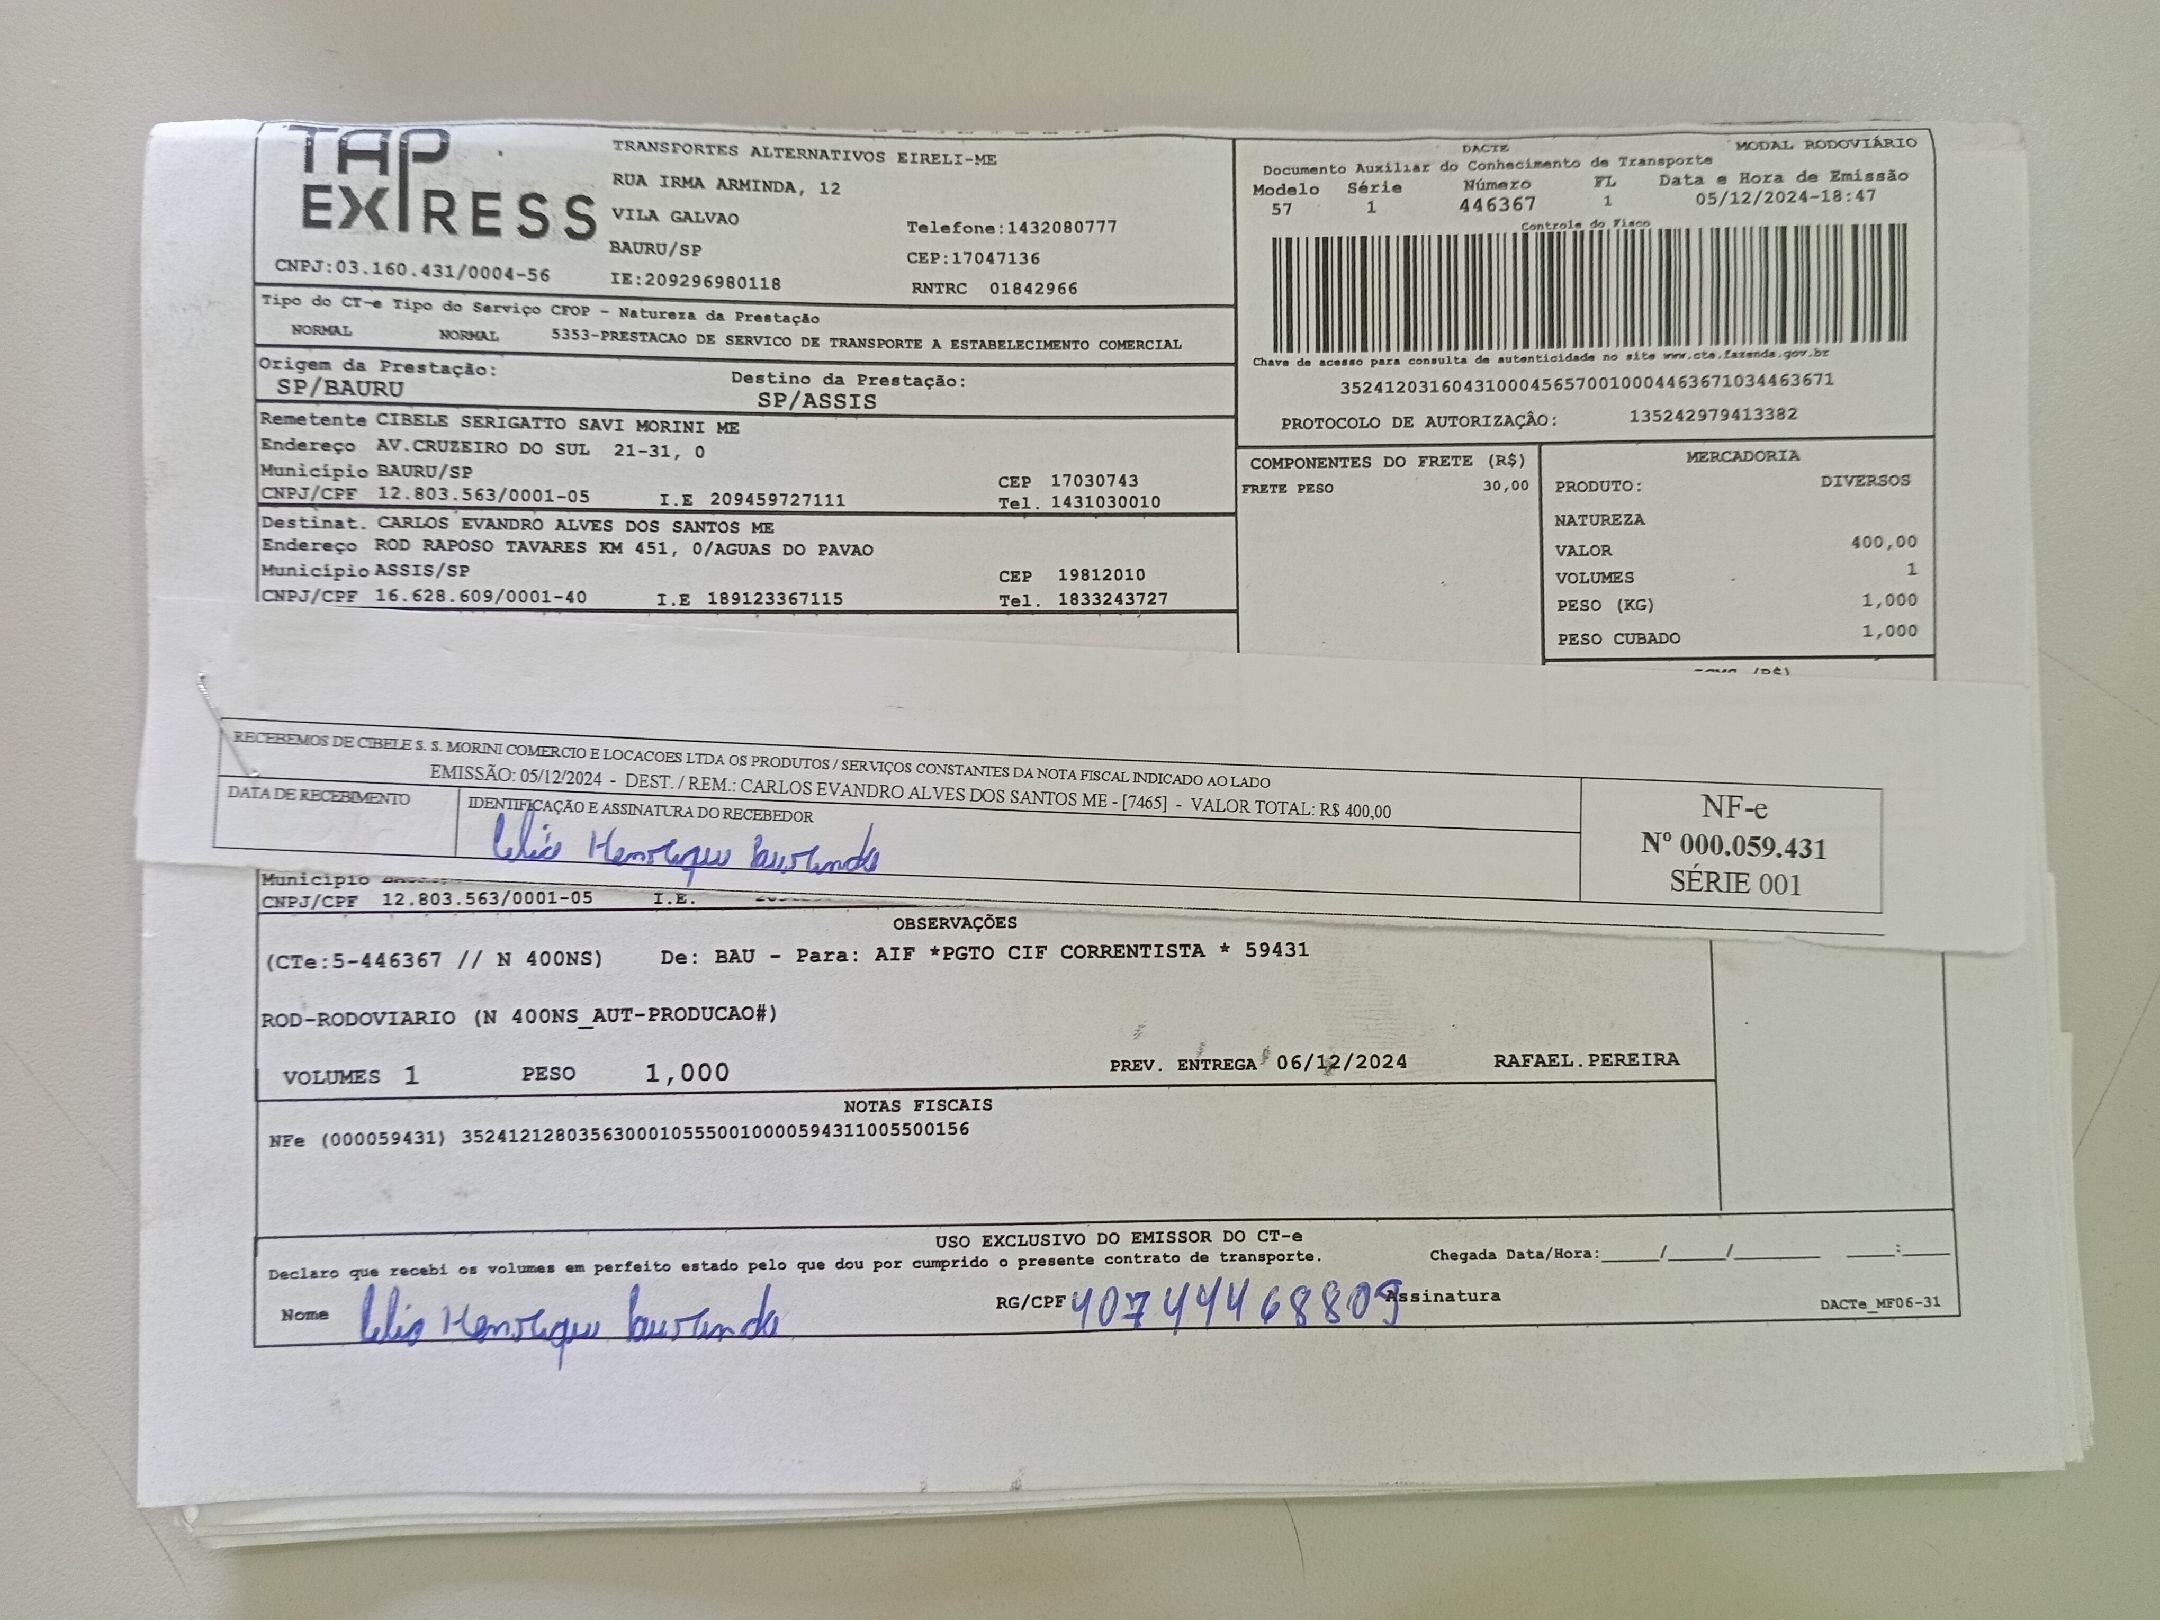 TAP EXPRESS
TRANSPORTES ALTERNATIVOS EIRELI-ME
RUA IRMA ARMINDA, 12
VILA GALVAO
Telefone:1432080777
BAURU/SP
CEP:17047136
CNPJ:03.160.431/0004-56
IE:209296980118
RNTRC 01842966
DACTE
MODAL RODOVIÁRIO
Documento Auxiliar do Conhecimento de Transporte
Modelo Série Número FL Data e Hora de Emissão
57 1 446367 1 05/12/2024-18:47
Controle do Fisco
Chave de acesso para consulta de autenticidade no site www.cte.fazenda.gov.br
35241203160431000456570010004463671034463671
PROTOCOLO DE AUTORIZAÇÂO: 135242979413382
Tipo do CT-e Tipo do Serviço CFOP - Natureza da Prestação
NORMAL NORMAL 5353-PRESTACAO DE SERVICO DE TRANSPORTE A ESTABELECIMENTO COMERCIAL
Origem da Prestação: Destino da Prestação:
SP/BAURU SP/ASSIS
Remetente CIBELE SERIGATTO SAVI MORINI ME
Endereço AV.CRUZEIRO DO SUL 21-31, 0
Município BAURU/SP CEP 17030743
CNPJ/CPF 12.803.563/0001-05 I.E 209459727111 Tel. 1431030010
Destinat. CARLOS EVANDRO ALVES DOS SANTOS ME
Endereço ROD RAPOSO TAVARES KM 451, 0/AGUAS DO PAVAO
Município ASSIS/SP CEP 19812010
CNPJ/CPF 16.628.609/0001-40 I.E 189123367115 Tel. 1833243727
COMPONENTES DO FRETE (R$)
FRETE PESO 30,00
MERCADORIA
PRODUTO: DIVERSOS
NATUREZA
VALOR 400,00
VOLUMES 1
PESO (KG) 1,000
PESO CUBADO 1,000
RECEBEMOS DE CIBELE S. S. MORINI COMERCIO E LOCACOES LTDA OS PRODUTOS / SERVIÇOS CONSTANTES DA NOTA FISCAL INDICADO AO LADO
EMISSÃO: 05/12/2024 - DEST. / REM.: CARLOS EVANDRO ALVES DOS SANTOS ME - [7465] - VALOR TOTAL: R$ 400,00
DATA DE RECEBIMENTO
IDENTIFICAÇÃO E ASSINATURA DO RECEBEDOR
Henrique
NF-e
Nº 000.059.431
SÉRIE 001
Município
CNPJ/CPF 12.803.563/0001-05 I.E.
OBSERVAÇÕES
(CTe:5-446367 // N 400NS) De: BAU - Para: AIF *PGTO CIF CORRENTISTA * 59431
ROD-RODOVIARIO (N 400NS_AUT-PRODUCAO#)
VOLUMES 1 PESO 1,000 PREV. ENTREGA 06/12/2024 RAFAEL.PEREIRA
NOTAS FISCAIS
NFe (000059431) 35241212803563000105550010000594311005500156
USO EXCLUSIVO DO EMISSOR DO CT-e
Declaro que recebi os volumes em perfeito estado pelo que dou por cumprido o presente contrato de transporte.
Chegada Data/Hora:____/____/______ ___:___
Nome Henrique RG/CPF 40744468809 Assinatura
DACTe_MF06-31